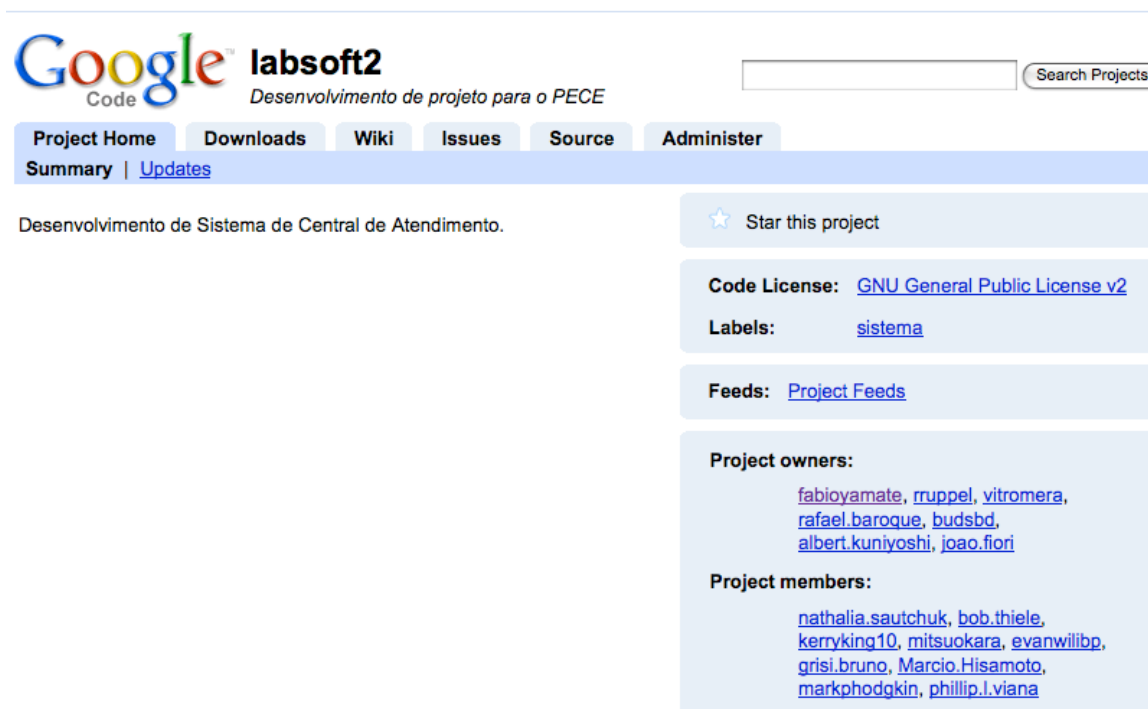 Google™ Code
labsoft2
Desenvolvimento de projeto para o PECE
Search Projects
Project Home Downloads Wiki Issues Source Administer
Summary | Updates
Desenvolvimento de Sistema de Central de Atendimento.
Star this project
Code License: GNU General Public License v2
Labels: sistema
Feeds: Project Feeds
Project owners:
fabioyamate, rruppel, vitromera,
rafael.baroque, budsbd,
albert.kuniyoshi, joao.fiori
Project members:
nathalia.sautchuk, bob.thiele,
kerryking10, mitsuokara, evanwilibp,
grisi.bruno, Marcio.Hisamoto,
markphodgkin, phillip.l.viana